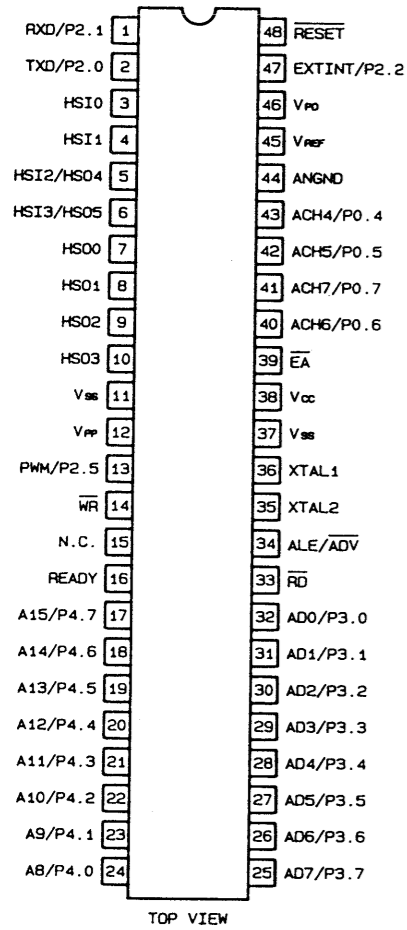 RXD/P2.1 1 48 RESET
TXD/P2.0 2 47 EXTINT/P2.2
HSI0 3 46 VPD
HSI1 4 45 VREF
HSI2/HSO4 5 44 ANGND
HSI3/HSO5 6 43 ACH4/P0.4
HSO0 7 42 ACH5/P0.5
HSO1 8 41 ACH7/P0.7
HSO2 9 40 ACH6/P0.6
HSO3 10 39 EA
VSS 11 38 VCC
VPP 12 37 VSS
PWM/P2.5 13 36 XTAL1
WR 14 35 XTAL2
N.C. 15 34 ALE/ADV
READY 16 33 RD
A15/P4.7 17 32 AD0/P3.0
A14/P4.6 18 31 AD1/P3.1
A13/P4.5 19 30 AD2/P3.2
A12/P4.4 20 29 AD3/P3.3
A11/P4.3 21 28 AD4/P3.4
A10/P4.2 22 27 AD5/P3.5
A9/P4.1 23 26 AD6/P3.6
A8/P4.0 24 25 AD7/P3.7
TOP VIEW